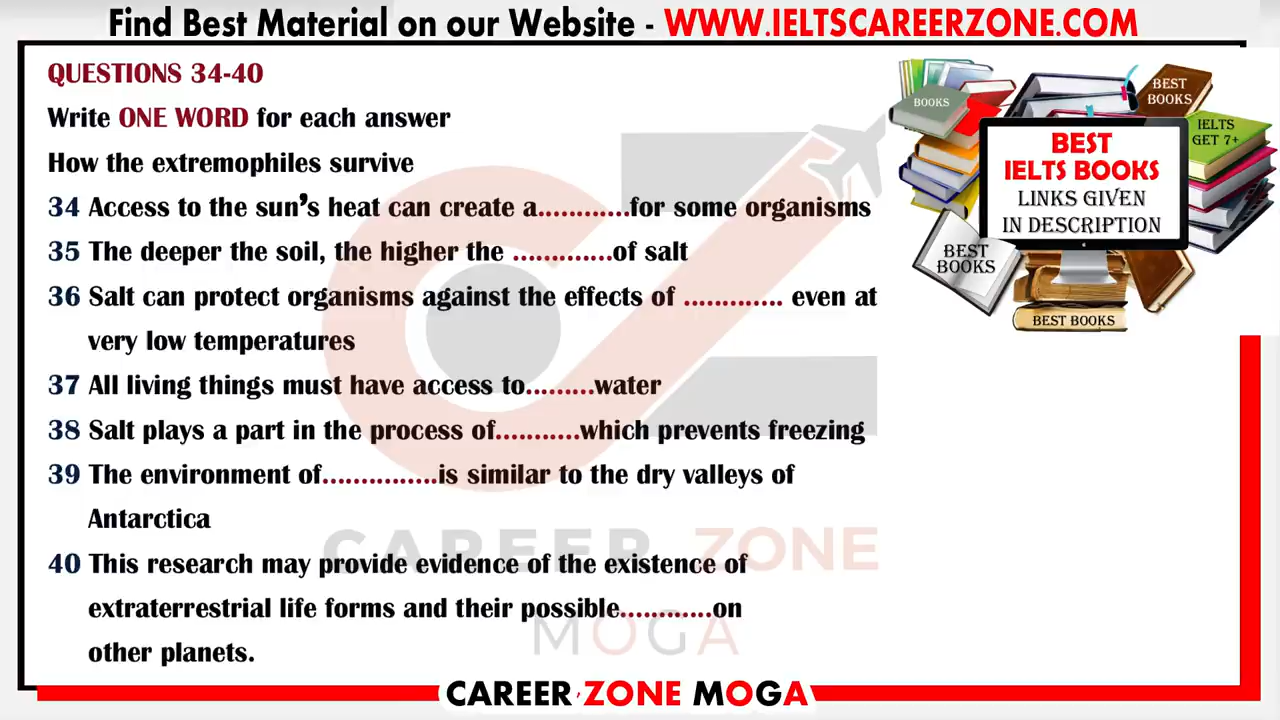 Find Best Material on our Website - WWW.IELTSCAREERZONE.COM
QUESTIONS 34-40
Write ONE WORD for each answer
How the extremophiles survive
34 Access to the sun's heat can create a............for some organisms
35 The deeper the soil, the higher the .............of salt
36 Salt can protect organisms against the effects of ............. even at
very low temperatures
37 All living things must have access to.........water
38 Salt plays a part in the process of...........which prevents freezing
39 The environment of...............is similar to the dry valleys of
Antarctica
40 This research may provide evidence of the existence of
extraterrestrial life forms and their possible............on
other planets.
BOOKS
BEST
BOOKS
IELTS
GET 7+
BEST
IELTS BOOKS
LINKS GIVEN
IN DESCRIPTION
BEST
BOOKS
BEST BOOKS
CAREER ZONE
MOGA
CAREER ZONE MOGA